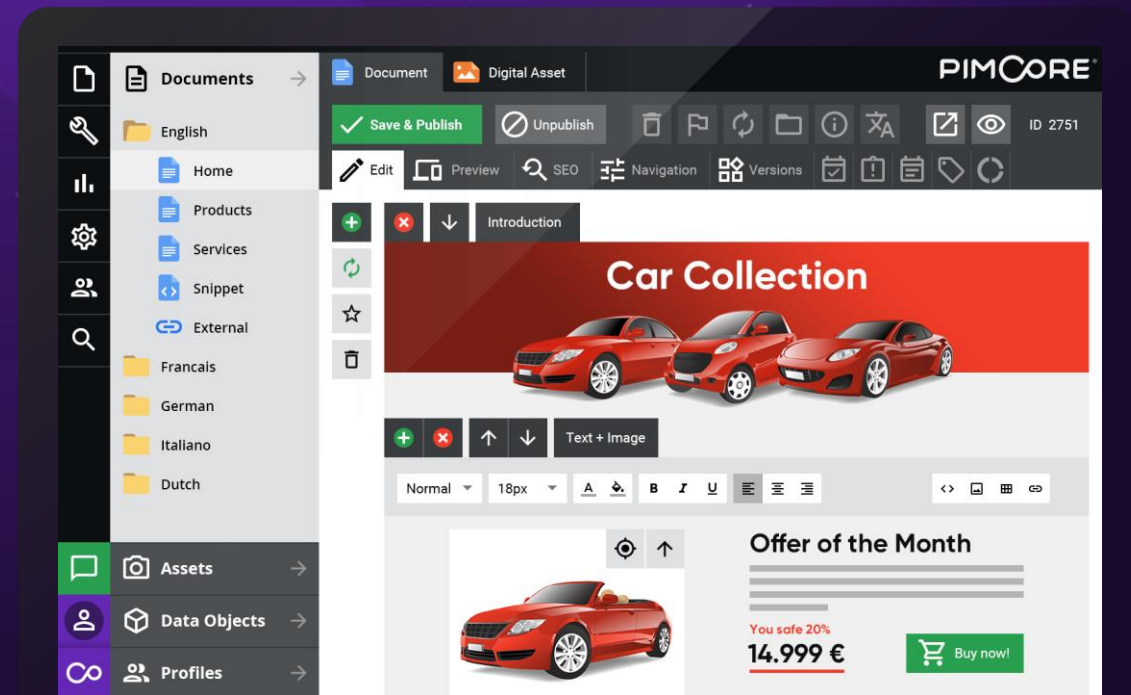 Documents
English
Home
Products
Services
Snippet
External
Francais
German
Italiano
Dutch
Assets
Data Objects
Profiles
Document
Digital Asset
PIMCORE®
Save & Publish
Unpublish
ID 2751
Edit
Preview
SEO
Navigation
Versions
Introduction
Car Collection
Text + Image
Normal
18px
A
B
I
U
Offer of the Month
You safe 20%
14.999 €
Buy now!